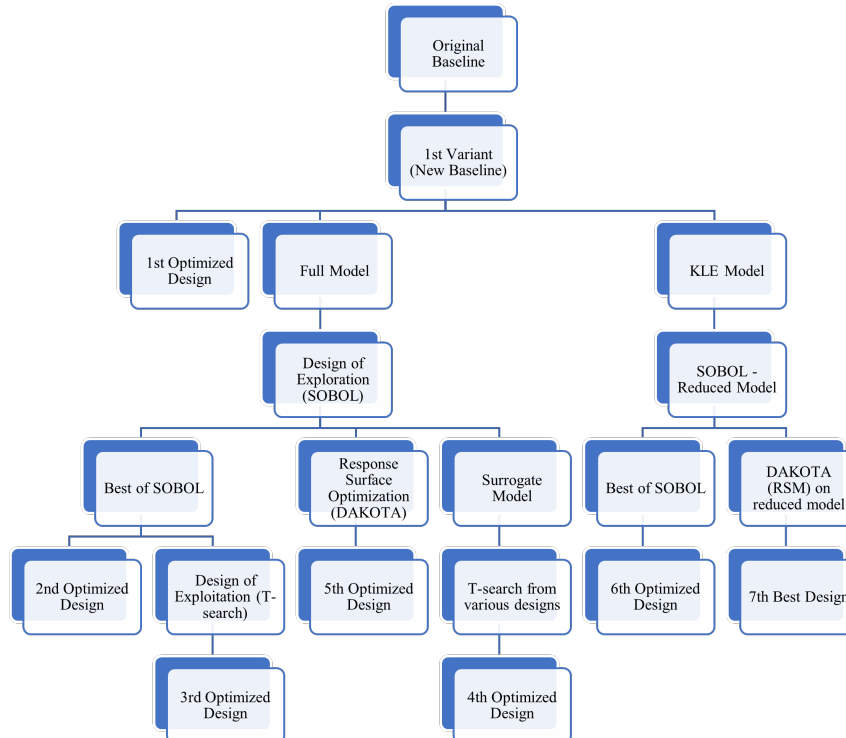 Original
Baseline
1st Variant
(New Baseline)
1st Optimized
Design
Full Model
KLE Model
Design of
Exploration
(SOBOL)
SOBOL -
Reduced Model
Best of SOBOL
Response
Surface
Optimization
(DAKOTA)
Surrogate
Model
Best of SOBOL
DAKOTA
(RSM) on
reduced model
2nd Optimized
Design
Design of
Exploitation (T-
search)
5th Optimized
Design
T-search from
various designs
6th Optimized
Design
7th Best Design
3rd Optimized
Design
4th Optimized
Design